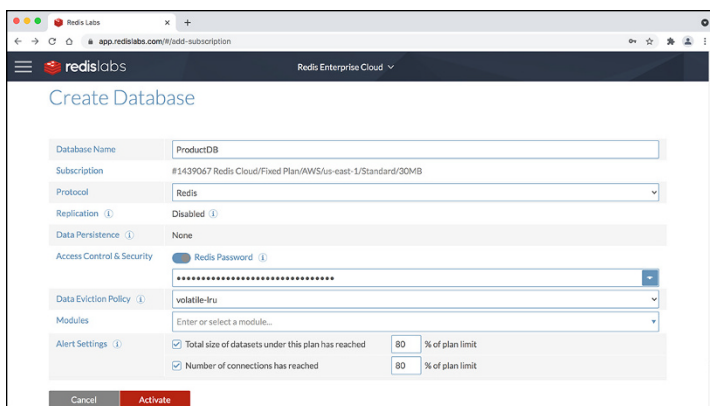 Redis Labs
app.redislabs.com/#/add-subscription
redislabs
Redis Enterprise Cloud
Create Database
Database Name ProductDB
Subscription #1439067 Redis Cloud/Fixed Plan/AWS/us-east-1/Standard/30MB
Protocol Redis
Replication Disabled
Data Persistence None
Access Control & Security Redis Password
••••••••••••••••••••••••••••••••
Data Eviction Policy volatile-lru
Modules Enter or select a module...
Alert Settings Total size of datasets under this plan has reached 80 % of plan limit
Number of connections has reached 80 % of plan limit
Cancel Activate